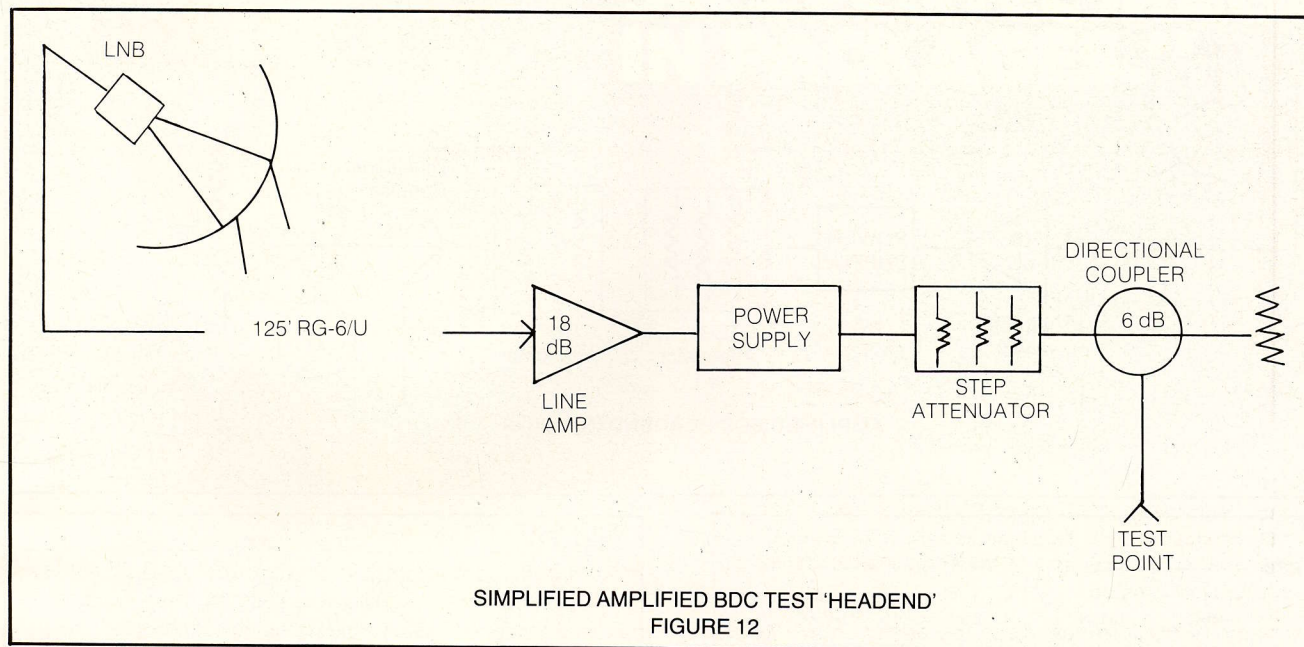 LNB
125' RG-6/U
18
dB
LINE
AMP
POWER
SUPPLY
STEP
ATTENUATOR
DIRECTIONAL
COUPLER
6 dB
TEST
POINT
SIMPLIFIED AMPLIFIED BDC TEST 'HEADEND'
FIGURE 12